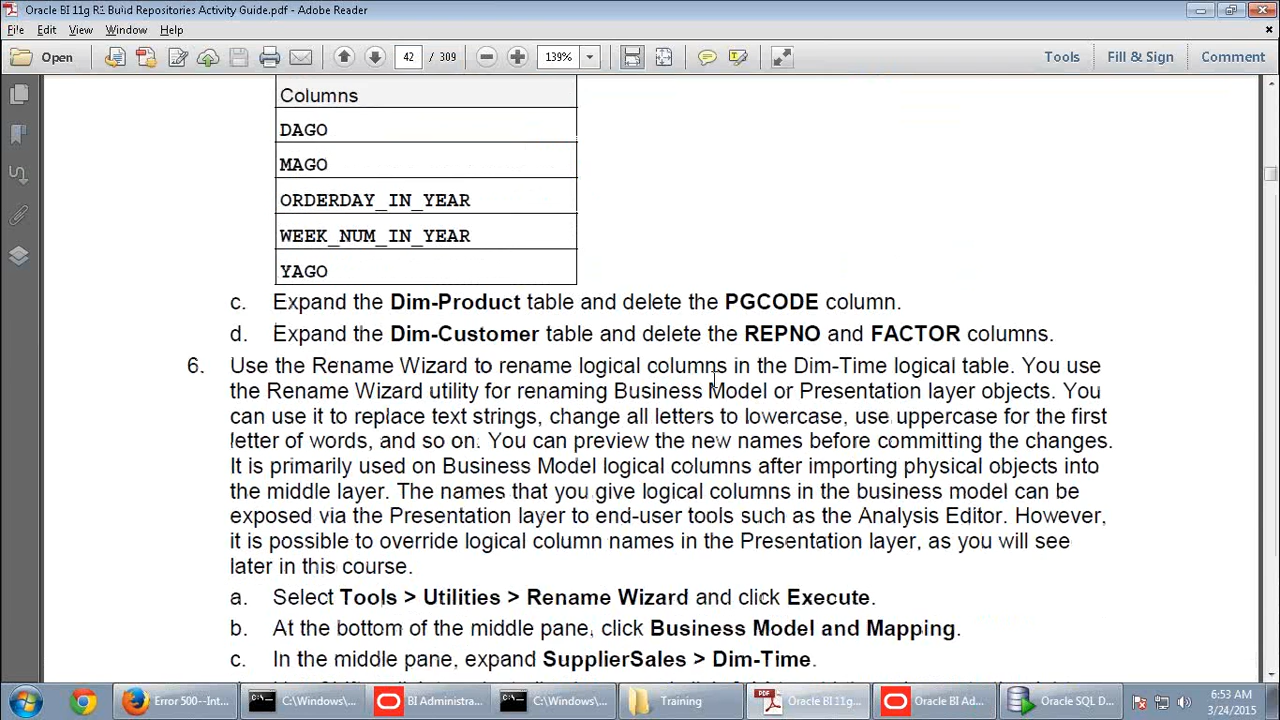 Oracle BI 11g R1 Build Repositories Activity Guide.pdf - Adobe Reader
File Edit View Window Help
Open 42 / 309 139% Tools Fill & Sign Comment
Columns
DAGO
MAGO
ORDERDAY_IN_YEAR
WEEK_NUM_IN_YEAR
YAGO
c. Expand the Dim-Product table and delete the PGCODE column.
d. Expand the Dim-Customer table and delete the REPNO and FACTOR columns.
6. Use the Rename Wizard to rename logical columns in the Dim-Time logical table. You use
the Rename Wizard utility for renaming Business Model or Presentation layer objects. You
can use it to replace text strings, change all letters to lowercase, use uppercase for the first
letter of words, and so on. You can preview the new names before committing the changes.
It is primarily used on Business Model logical columns after importing physical objects into
the middle layer. The names that you give logical columns in the business model can be
exposed via the Presentation layer to end-user tools such as the Analysis Editor. However,
it is possible to override logical column names in the Presentation layer, as you will see
later in this course.
a. Select Tools > Utilities > Rename Wizard and click Execute.
b. At the bottom of the middle pane, click Business Model and Mapping.
c. In the middle pane, expand SupplierSales > Dim-Time.
Error 500--Int... C:\Windows\... BI Administra... C:\Windows\... Training Oracle BI 11g... Oracle BI Ad... Oracle SQL D... 6:53 AM
3/24/2015